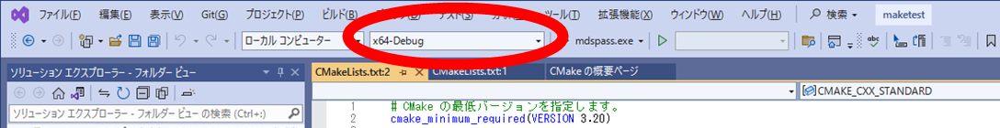 ファイル(F) 編集(E) 表示(V) Git(G) プロジェクト(P) ビルド(B) ツール(T) 拡張機能(X) ウィンドウ(W) ヘルプ(H) 検索 maketest
ローカル コンピューター x64-Debug mdspass.exe
ソリューション エクスプローラー - フォルダー ビュー
ソリューション エクスプローラー - フォルダー ビュー の検索 (Ctrl+:)
CMakeLists.txt:2 CMakeLists.txt:1 CMake の概要ページ
CMAKE_CXX_STANDARD
1 # CMake の最低バージョンを指定します。
2 cmake_minimum_required(VERSION 3.20)